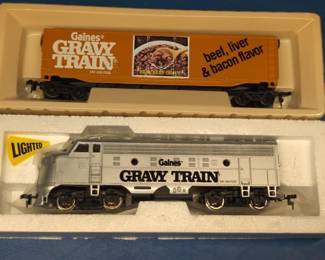 Gaines
GRAVY TRAIN
beef, liver
& bacon flavor
LIGHTED
Gaines
GRAVY TRAIN